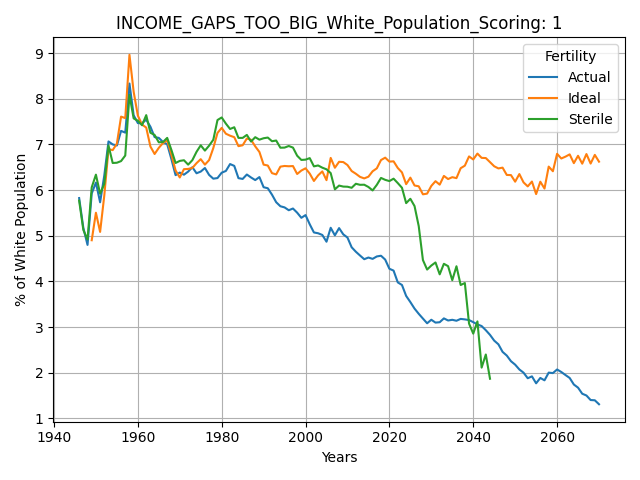 INCOME_GAPS_TOO_BIG_White_Population_Scoring: 1
Fertility
Actual
Ideal
Sterile
% of White Population
9
8
7
6
5
4
3
2
1
1940 1960 1980 2000 2020 2040 2060
Years